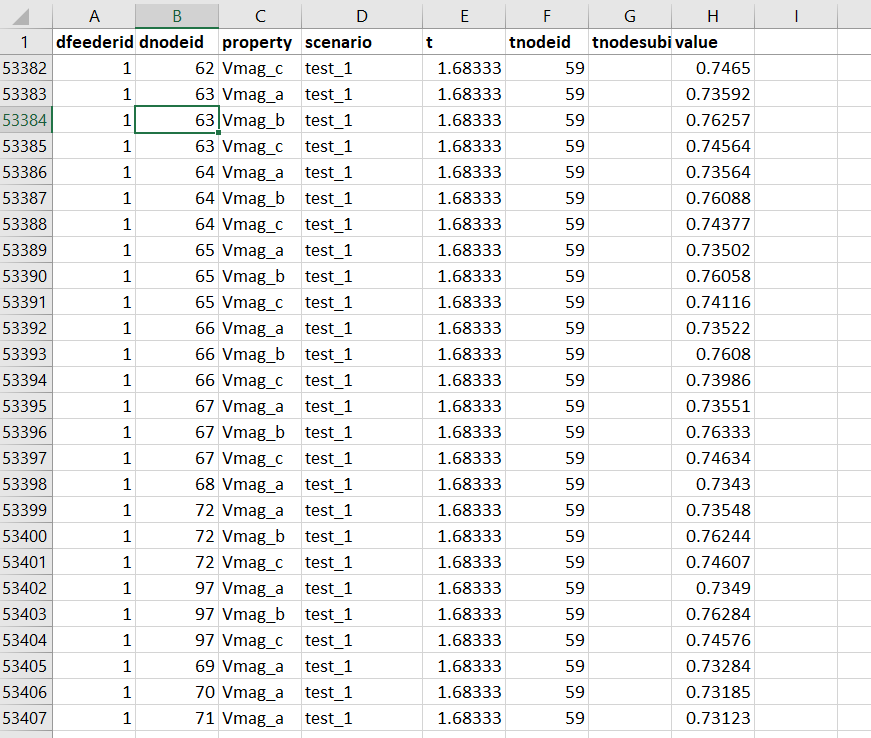 A B C D E F G H I
1 dfeederid dnodeid property scenario t tnodeid tnodesubi value
53382 1 62 Vmag_c test_1 1.68333 59 0.7465
53383 1 63 Vmag_a test_1 1.68333 59 0.73592
53384 1 63 Vmag_b test_1 1.68333 59 0.76257
53385 1 63 Vmag_c test_1 1.68333 59 0.74564
53386 1 64 Vmag_a test_1 1.68333 59 0.73564
53387 1 64 Vmag_b test_1 1.68333 59 0.76088
53388 1 64 Vmag_c test_1 1.68333 59 0.74377
53389 1 65 Vmag_a test_1 1.68333 59 0.73502
53390 1 65 Vmag_b test_1 1.68333 59 0.76058
53391 1 65 Vmag_c test_1 1.68333 59 0.74116
53392 1 66 Vmag_a test_1 1.68333 59 0.73522
53393 1 66 Vmag_b test_1 1.68333 59 0.7608
53394 1 66 Vmag_c test_1 1.68333 59 0.73986
53395 1 67 Vmag_a test_1 1.68333 59 0.73551
53396 1 67 Vmag_b test_1 1.68333 59 0.76333
53397 1 67 Vmag_c test_1 1.68333 59 0.74634
53398 1 68 Vmag_a test_1 1.68333 59 0.7343
53399 1 72 Vmag_a test_1 1.68333 59 0.73548
53400 1 72 Vmag_b test_1 1.68333 59 0.76244
53401 1 72 Vmag_c test_1 1.68333 59 0.74607
53402 1 97 Vmag_a test_1 1.68333 59 0.7349
53403 1 97 Vmag_b test_1 1.68333 59 0.76284
53404 1 97 Vmag_c test_1 1.68333 59 0.74576
53405 1 69 Vmag_a test_1 1.68333 59 0.73284
53406 1 70 Vmag_a test_1 1.68333 59 0.73185
53407 1 71 Vmag_a test_1 1.68333 59 0.73123